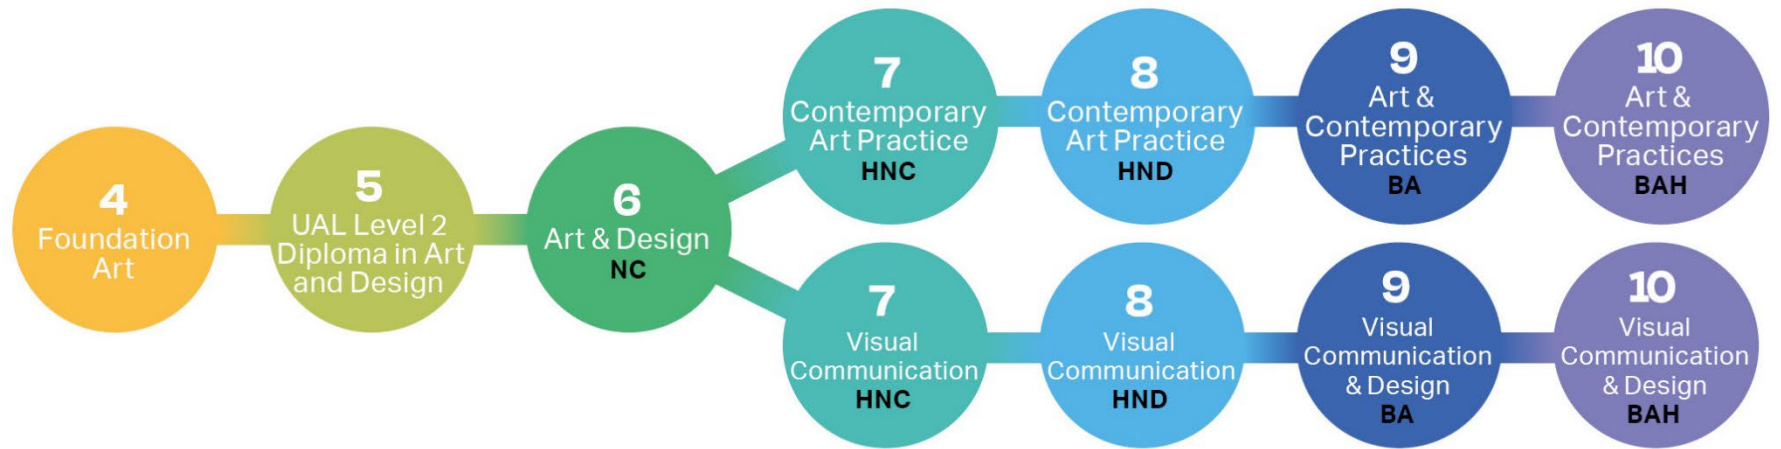 4
Foundation
Art
5
UAL Level 2
Diploma in Art
and Design
6
Art & Design
NC
7
Contemporary
Art Practice
HNC
8
Contemporary
Art Practice
HND
9
Art &
Contemporary
Practices
BA
10
Art &
Contemporary
Practices
BAH
7
Visual
Communication
HNC
8
Visual
Communication
HND
9
Visual
Communication
& Design
BA
10
Visual
Communication
& Design
BAH